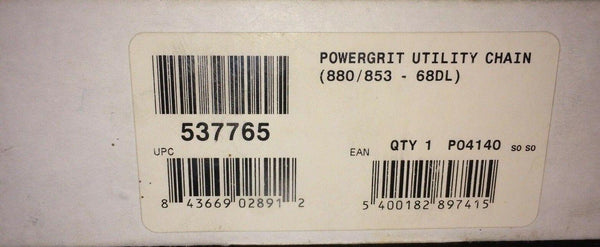 POWERGRIT UTILITY CHAIN
(880/853 - 68DL)
537765
UPC
8 43669 02891 2
EAN QTY 1 P04140 SO SO
5 400182 897415